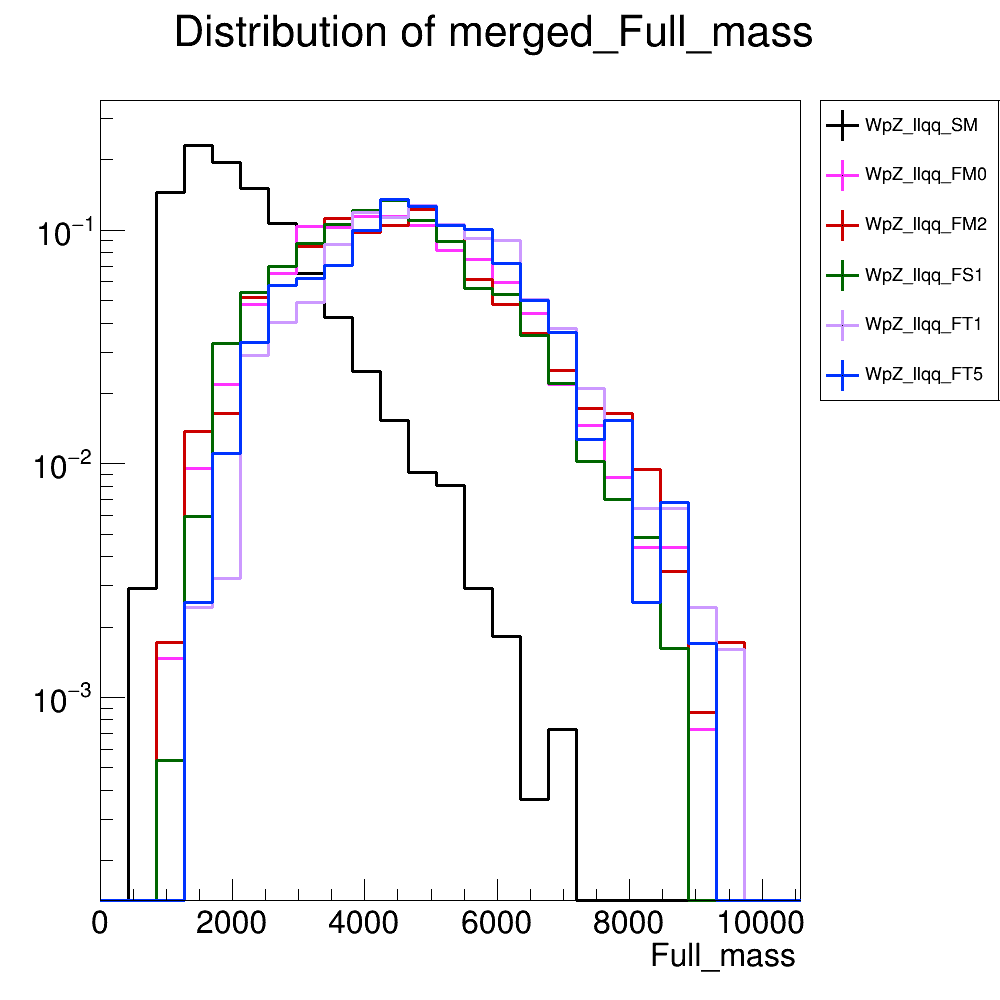 Distribution of merged_Full_mass
WpZ_llqq_SM
WpZ_llqq_FM0
WpZ_llqq_FM2
WpZ_llqq_FS1
WpZ_llqq_FT1
WpZ_llqq_FT5
10⁻¹
10⁻²
10⁻³
0 2000 4000 6000 8000 10000
Full_mass